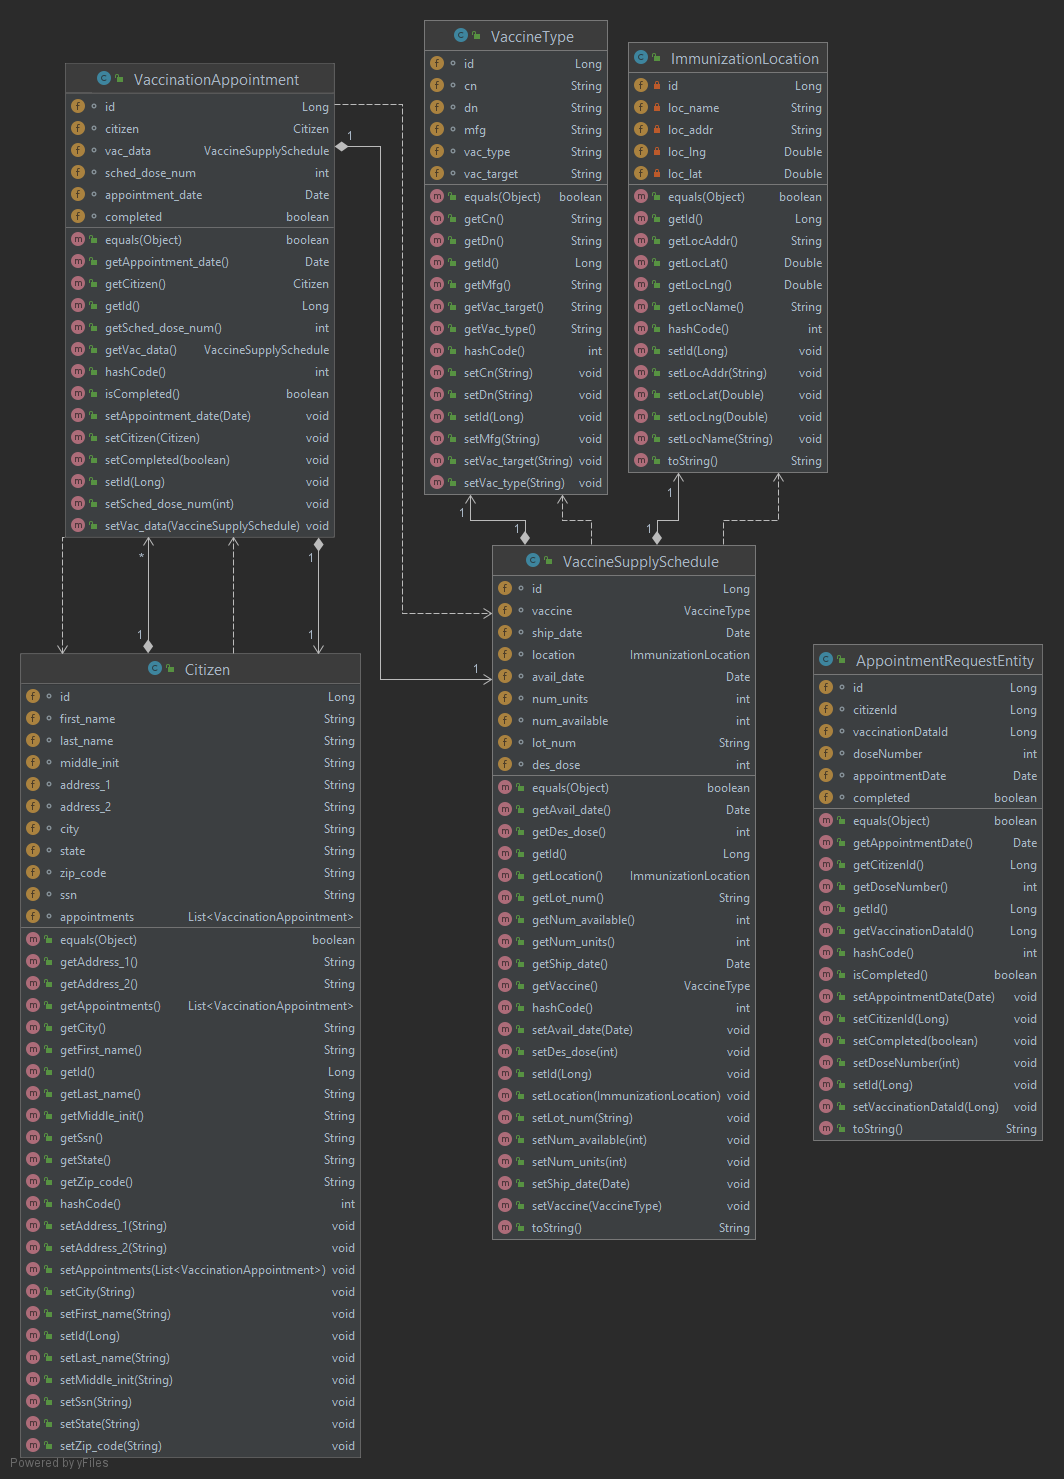 VaccinationAppointment
id Long
citizen Citizen
vac_data VaccineSupplySchedule
sched_dose_num int
appointment_date Date
completed boolean
equals(Object) boolean
getAppointment_date() Date
getCitizen() Citizen
getId() Long
getSched_dose_num() int
getVac_data() VaccineSupplySchedule
hashCode() int
isCompleted() boolean
setAppointment_date(Date) void
setCitizen(Citizen) void
setCompleted(boolean) void
setId(Long) void
setSched_dose_num(int) void
setVac_data(VaccineSupplySchedule) void
VaccineType
id Long
cn String
dn String
mfg String
vac_type String
vac_target String
equals(Object) boolean
getCn() String
getDn() String
getId() Long
getMfg() String
getVac_target() String
getVac_type() String
hashCode() int
setCn(String) void
setDn(String) void
setId(Long) void
setMfg(String) void
setVac_target(String) void
setVac_type(String) void
ImmunizationLocation
id Long
loc_name String
loc_addr String
loc_lng Double
loc_lat Double
equals(Object) boolean
getId() Long
getLocAddr() String
getLocLat() Double
getLocLng() Double
getLocName() String
hashCode() int
setId(Long) void
setLocAddr(String) void
setLocLat(Double) void
setLocLng(Double) void
setLocName(String) void
toString() String
1
1
1
1
1
1
*
1
1
1
Citizen
id Long
first_name String
last_name String
middle_init String
address_1 String
address_2 String
city String
state String
zip_code String
ssn String
appointments List<VaccinationAppointment>
equals(Object) boolean
getAddress_1() String
getAddress_2() String
getAppointments() List<VaccinationAppointment>
getCity() String
getFirst_name() String
getId() Long
getLast_name() String
getMiddle_init() String
getSsn() String
getState() String
getZip_code() String
hashCode() int
setAddress_1(String) void
setAddress_2(String) void
setAppointments(List<VaccinationAppointment>) void
setCity(String) void
setFirst_name(String) void
setId(Long) void
setLast_name(String) void
setMiddle_init(String) void
setSsn(String) void
setState(String) void
setZip_code(String) void
VaccineSupplySchedule
id Long
vaccine VaccineType
ship_date Date
location ImmunizationLocation
avail_date Date
num_units int
num_available int
lot_num String
des_dose int
equals(Object) boolean
getAvail_date() Date
getDes_dose() int
getId() Long
getLocation() ImmunizationLocation
getLot_num() String
getNum_available() int
getNum_units() int
getShip_date() Date
getVaccine() VaccineType
hashCode() int
setAvail_date(Date) void
setDes_dose(int) void
setId(Long) void
setLocation(ImmunizationLocation) void
setLot_num(String) void
setNum_available(int) void
setNum_units(int) void
setShip_date(Date) void
setVaccine(VaccineType) void
toString() String
AppointmentRequestEntity
id Long
citizenId Long
vaccinationDataId Long
doseNumber int
appointmentDate Date
completed boolean
equals(Object) boolean
getAppointmentDate() Date
getCitizenId() Long
getDoseNumber() int
getId() Long
getVaccinationDataId() Long
hashCode() int
isCompleted() boolean
setAppointmentDate(Date) void
setCitizenId(Long) void
setCompleted(boolean) void
setDoseNumber(int) void
setId(Long) void
setVaccinationDataId(Long) void
toString() String
Powered by yFiles